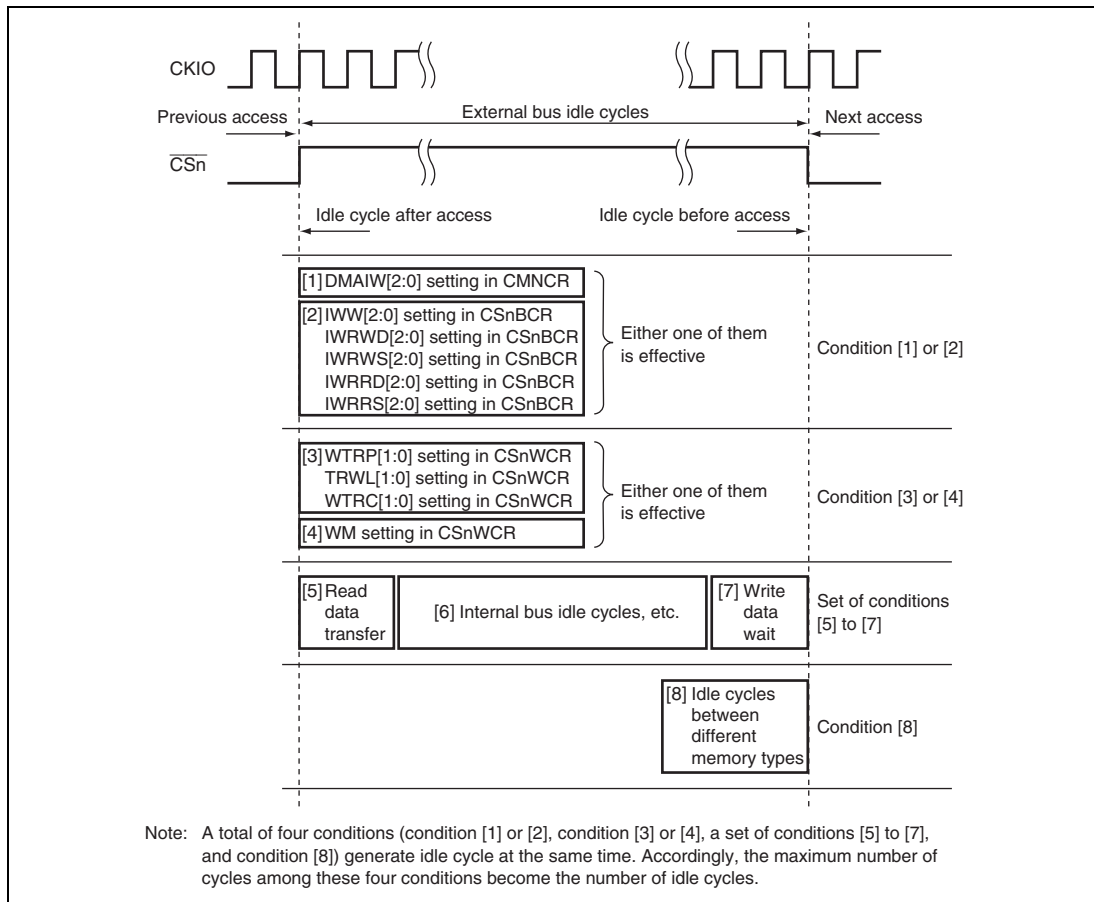 CKIO
Previous access
External bus idle cycles
Next access
CSn
Idle cycle after access
Idle cycle before access
[1] DMAIW[2:0] setting in CMNCR
[2] IWW[2:0] setting in CSnBCR
IWRWD[2:0] setting in CSnBCR
IWRWS[2:0] setting in CSnBCR
IWRRD[2:0] setting in CSnBCR
IWRRS[2:0] setting in CSnBCR
Either one of them
is effective
Condition [1] or [2]
[3] WTRP[1:0] setting in CSnWCR
TRWL[1:0] setting in CSnWCR
WTRC[1:0] setting in CSnWCR
[4] WM setting in CSnWCR
Either one of them
is effective
Condition [3] or [4]
[5] Read
data
transfer
[6] Internal bus idle cycles, etc.
[7] Write
data
wait
Set of conditions
[5] to [7]
[8] Idle cycles
between
different
memory types
Condition [8]
Note: A total of four conditions (condition [1] or [2], condition [3] or [4], a set of conditions [5] to [7],
and condition [8]) generate idle cycle at the same time. Accordingly, the maximum number of
cycles among these four conditions become the number of idle cycles.